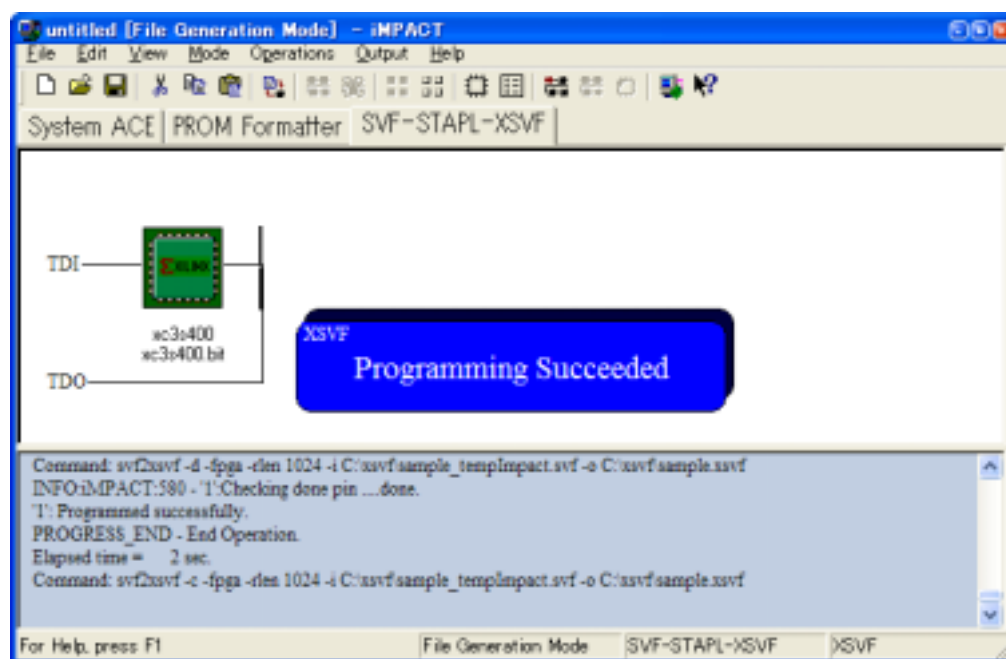 untitled [File Generation Mode] - iMPACT
File Edit View Mode Operations Output Help
System ACE PROM Formatter SVF-STAPL-XSVF
TDI
XILINX
xc3s400
xc3s400.bit
TDO
XSVF
Programming Succeeded
Command: svf2xsvf -d -fpga -rlen 1024 -i C:\xsvf\sample_tempImpact.svf -o C:\xsvf\sample.xsvf
INFO:iMPACT:580 - '1':Checking done pin ....done.
'1': Programmed successfully.
PROGRESS_END - End Operation.
Elapsed time =      2 sec.
Command: svf2xsvf -c -fpga -rlen 1024 -i C:\xsvf\sample_tempImpact.svf -o C:\xsvf\sample.xsvf
For Help, press F1 File Generation Mode SVF-STAPL-XSVF XSVF